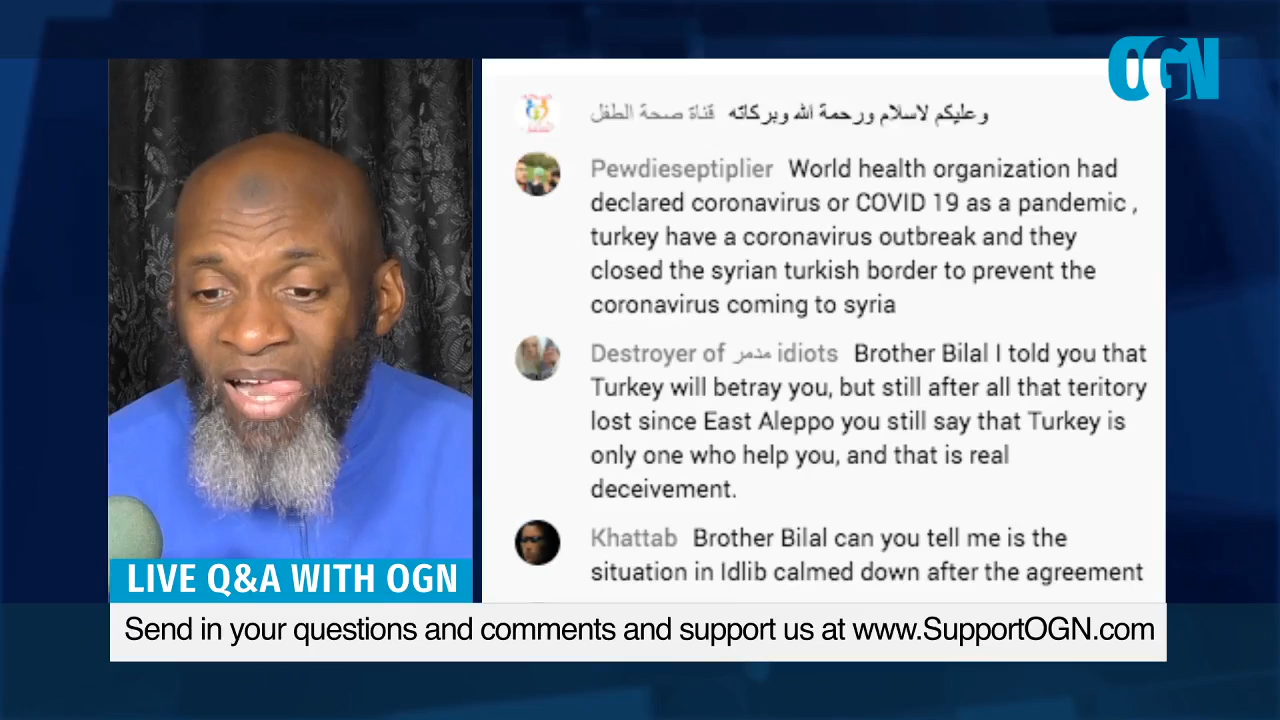 OGN
قناة صحة الطفل وعليكم لاسلام ورحمة الله وبركاته
Pewdieseptiplier World health organization had
declared coronavirus or COVID 19 as a pandemic ,
turkey have a coronavirus outbreak and they
closed the syrian turkish border to prevent the
coronavirus coming to syria
Destroyer of مدمر idiots Brother Bilal I told you that
Turkey will betray you, but still after all that teritory
lost since East Aleppo you still say that Turkey is
only one who help you, and that is real
deceivement.
Khattab Brother Bilal can you tell me is the
situation in Idlib calmed down after the agreement
LIVE Q&A WITH OGN
Send in your questions and comments and support us at www.SupportOGN.com